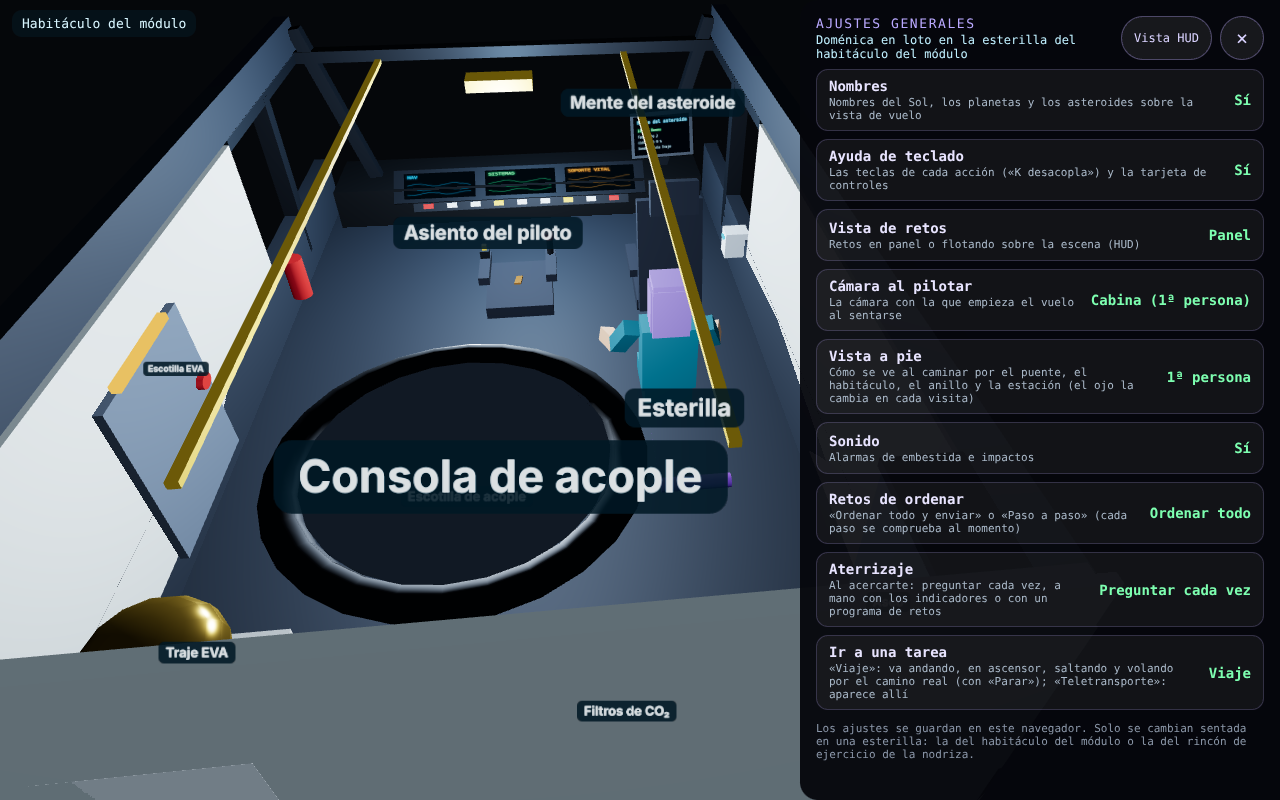 Habitáculo del módulo
Mente del asteroide
NAV
SISTEMAS
SOPORTE VITAL
Asiento del piloto
Escotilla EVA
Esterilla
Consola de acople
Escotilla de acople
Traje EVA
Filtros de CO₂
AJUSTES GENERALES
Doménica en loto en la esterilla del
habitáculo del módulo
Vista HUD
✕
Nombres
Nombres del Sol, los planetas y los asteroides sobre la
vista de vuelo
Sí
Ayuda de teclado
Las teclas de cada acción («K desacopla») y la tarjeta de
controles
Sí
Vista de retos
Retos en panel o flotando sobre la escena (HUD)
Panel
Cámara al pilotar
La cámara con la que empieza el vuelo
al sentarse
Cabina (1ª persona)
Vista a pie
Cómo se ve al caminar por el puente, el
habitáculo, el anillo y la estación (el ojo la
cambia en cada visita)
1ª persona
Sonido
Alarmas de embestida e impactos
Sí
Retos de ordenar
«Ordenar todo y enviar» o «Paso a paso» (cada
paso se comprueba al momento)
Ordenar todo
Aterrizaje
Al acercarte: preguntar cada vez, a
mano con los indicadores o con un
programa de retos
Preguntar cada vez
Ir a una tarea
«Viaje»: va andando, en ascensor, saltando y volando
por el camino real (con «Parar»); «Teletransporte»:
aparece allí
Viaje
Los ajustes se guardan en este navegador. Solo se cambian sentada
en una esterilla: la del habitáculo del módulo o la del rincón de
ejercicio de la nodriza.